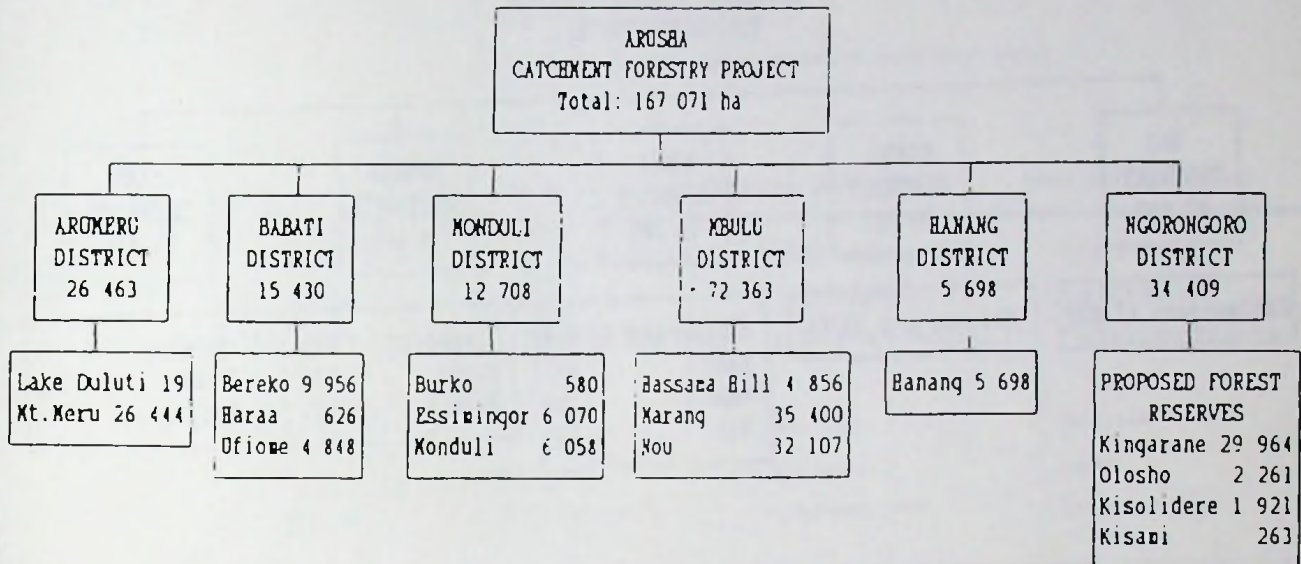 ARUSHA
CATCHMENT FORESTRY PROJECT
Total: 167 071 ha
ARUMERU
DISTRICT
26 463
BABATI
DISTRICT
15 430
MONDULI
DISTRICT
12 708
MBULU
DISTRICT
72 363
HANANG
DISTRICT
5 698
NGORONGORO
DISTRICT
34 409
Lake Duluti 19
Mt.Meru 26 444
Bereko 9 956
Haraa 626
Ufiome 4 848
Burko 580
Essimingor 6 070
Monduli 6 058
Hassama Hill 4 856
Marang 35 400
Nou 32 107
Hanang 5 698
PROPOSED FOREST
RESERVES
Kingarane 29 964
Olosho 2 261
Kisolidere 1 921
Kisami 263